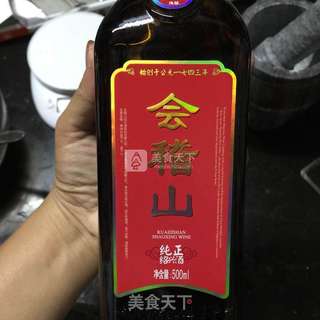 始创于公元一七四三年
会稽山
美食天下
KUAIJISHAN
SHAOXING WINE
纯正
绍兴酒
净含量:500ml
美食天下